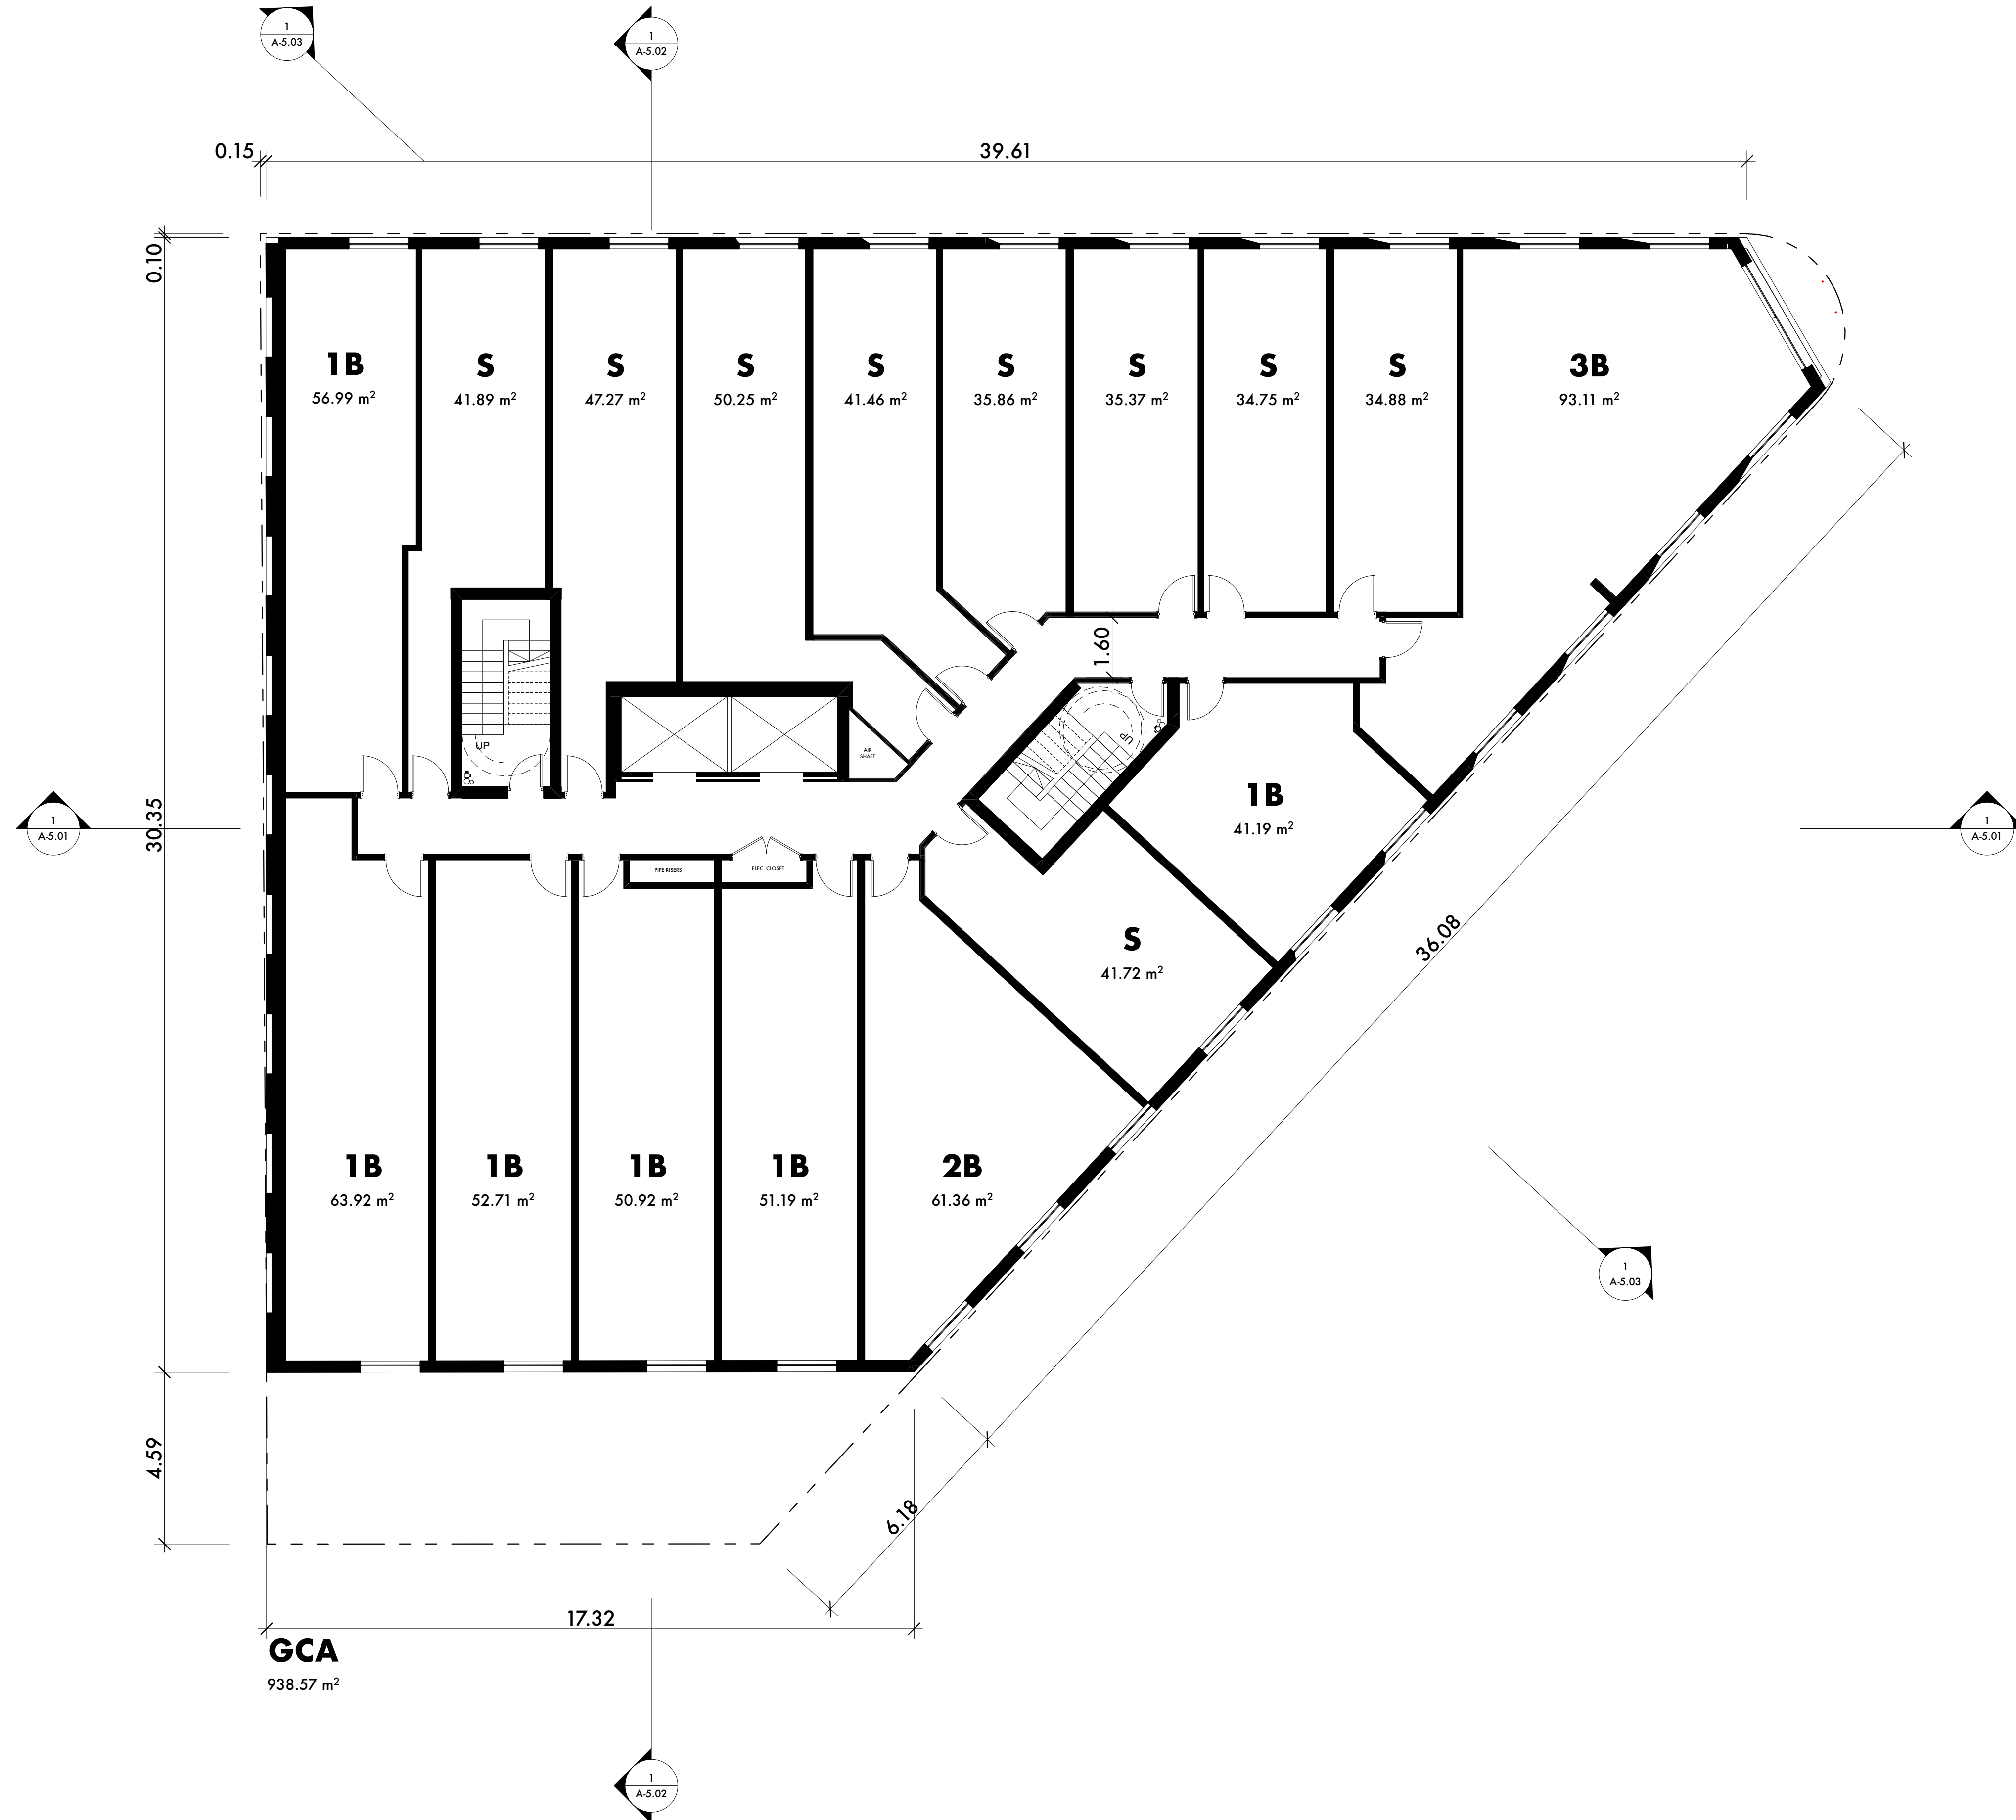 1
A-5.03
1
A-5.02
0.15
39.61
0.10
1B
56.99 m²
S
41.89 m²
S
47.27 m²
S
50.25 m²
S
41.46 m²
S
35.86 m²
S
35.37 m²
S
34.75 m²
S
34.88 m²
3B
93.11 m²
1.60
UP
UP
AIR
SHAFT
30.35
1
A-5.01
1
A-5.01
1B
41.19 m²
PIPE RISERS
ELEC. CLOSET
S
41.72 m²
36.08
1B
63.92 m²
1B
52.71 m²
1B
50.92 m²
1B
51.19 m²
2B
61.36 m²
1
A-5.03
4.59
6.18
17.32
GCA
938.57 m²
1
A-5.02